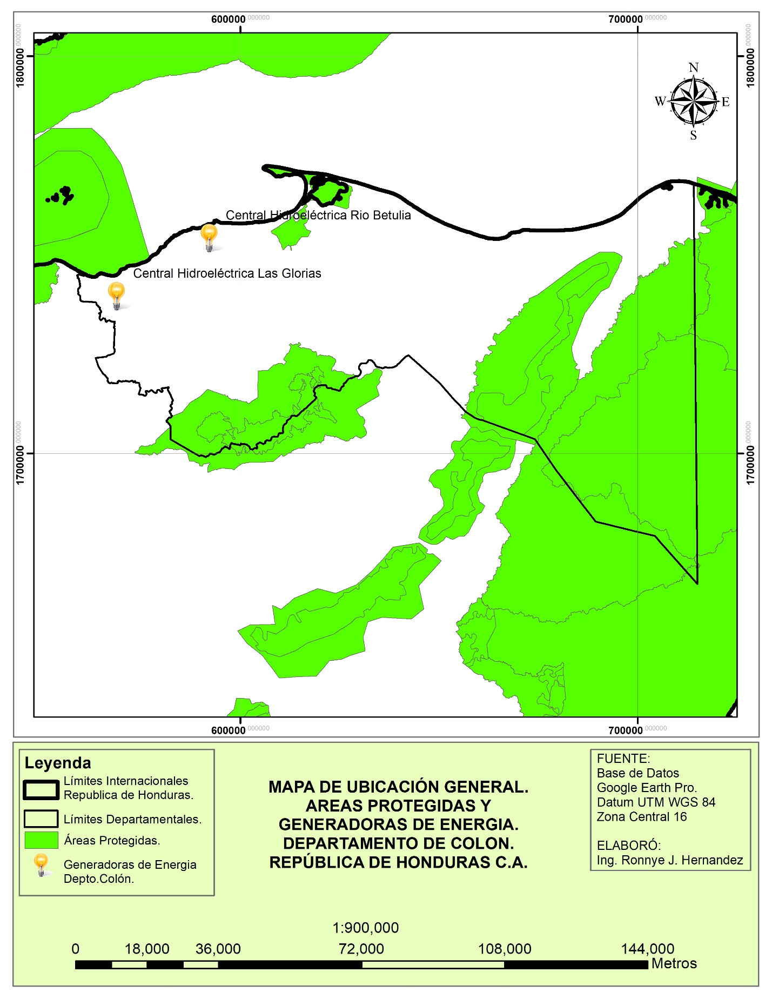 600000.000000
700000.000000
1800000.000000
1800000.000000
N
W
E
S
Central Hidroeléctrica Rio Betulia
Central Hidroeléctrica Las Glorias
1700000.000000
1700000.000000
600000.000000
700000.000000
Leyenda
Límites Internacionales
Republica de Honduras.
Límites Departamentales.
Áreas Protegidas.
Generadoras de Energia
Depto.Colón.
MAPA DE UBICACIÓN GENERAL.
AREAS PROTEGIDAS Y
GENERADORAS DE ENERGIA.
DEPARTAMENTO DE COLON.
REPÚBLICA DE HONDURAS C.A.
FUENTE:
Base de Datos
Google Earth Pro.
Datum UTM WGS 84
Zona Central 16
ELABORÓ:
Ing. Ronnye J. Hernandez
1:900,000
0 18,000 36,000 72,000 108,000 144,000
Metros